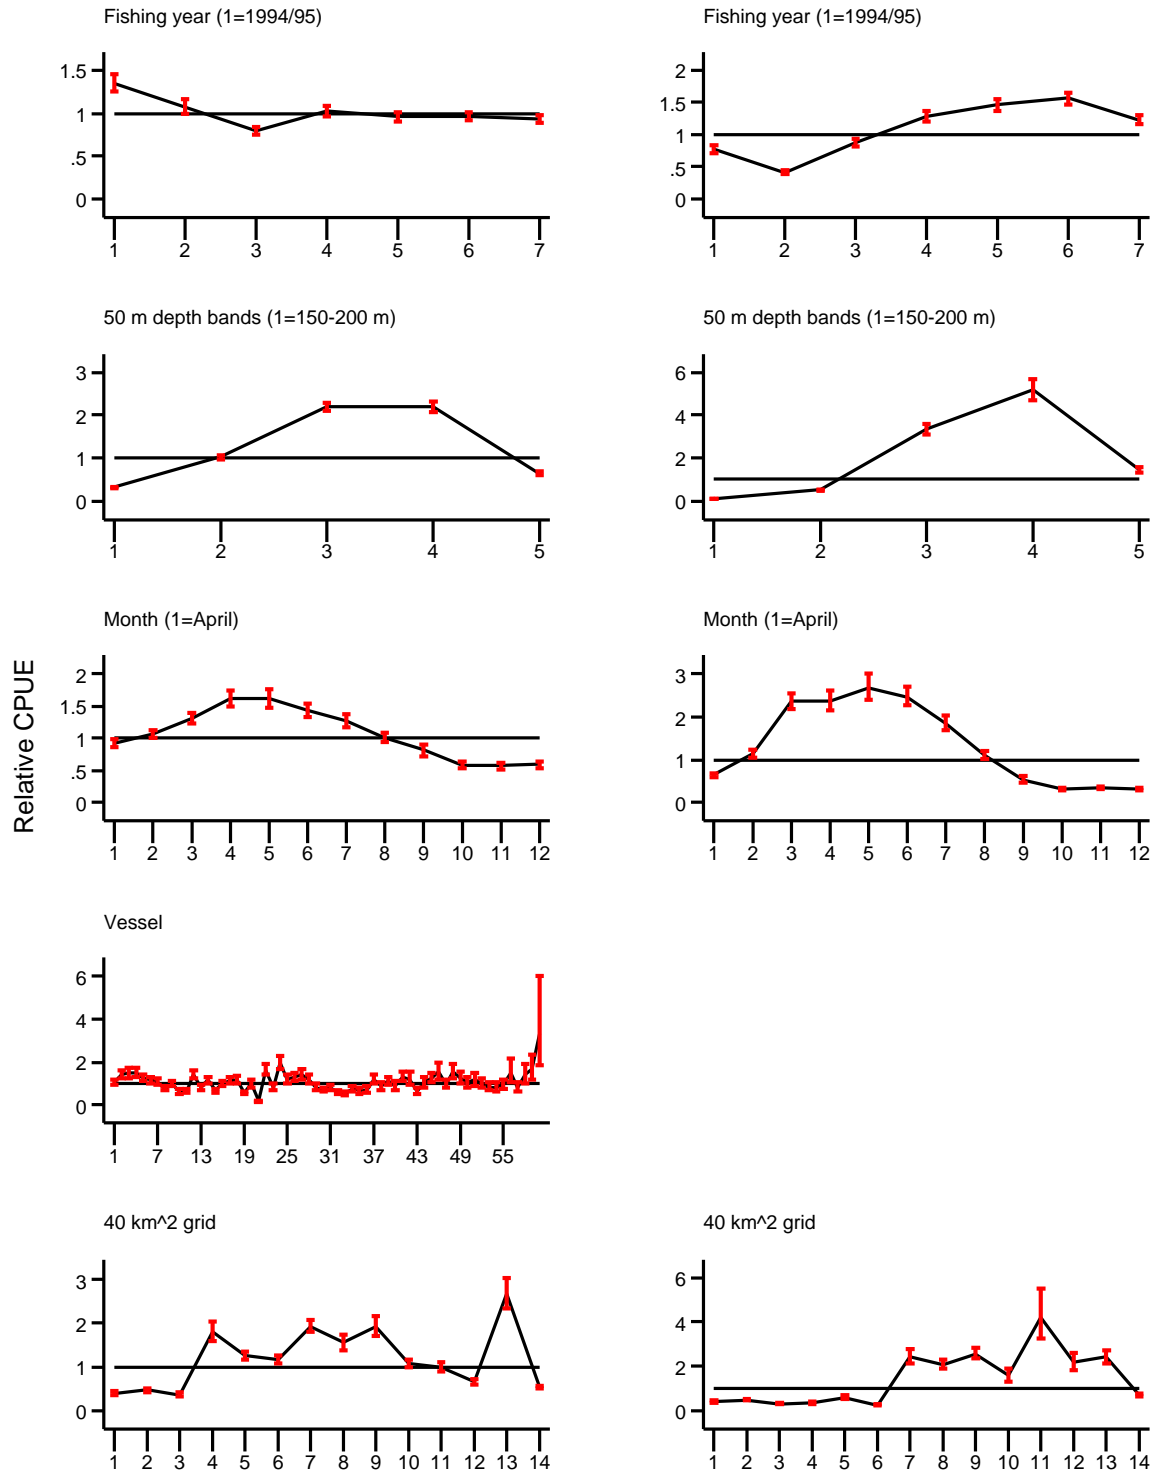 Fishing year (1=1994/95)
1.5
1
.5
0
1 2 3 4 5 6 7
Fishing year (1=1994/95)
2
1.5
1
.5
0
1 2 3 4 5 6 7
50 m depth bands (1=150-200 m)
3
2
1
0
1 2 3 4 5
50 m depth bands (1=150-200 m)
6
4
2
0
1 2 3 4 5
Relative CPUE
Month (1=April)
2
1.5
1
.5
0
1 2 3 4 5 6 7 8 9 10 11 12
Month (1=April)
3
2
1
0
1 2 3 4 5 6 7 8 9 10 11 12
Vessel
6
4
2
0
1 7 13 19 25 31 37 43 49 55
40 km^2 grid
3
2
1
0
1 2 3 4 5 6 7 8 9 10 11 12 13 14
40 km^2 grid
6
4
2
0
1 2 3 4 5 6 7 8 9 10 11 12 13 14